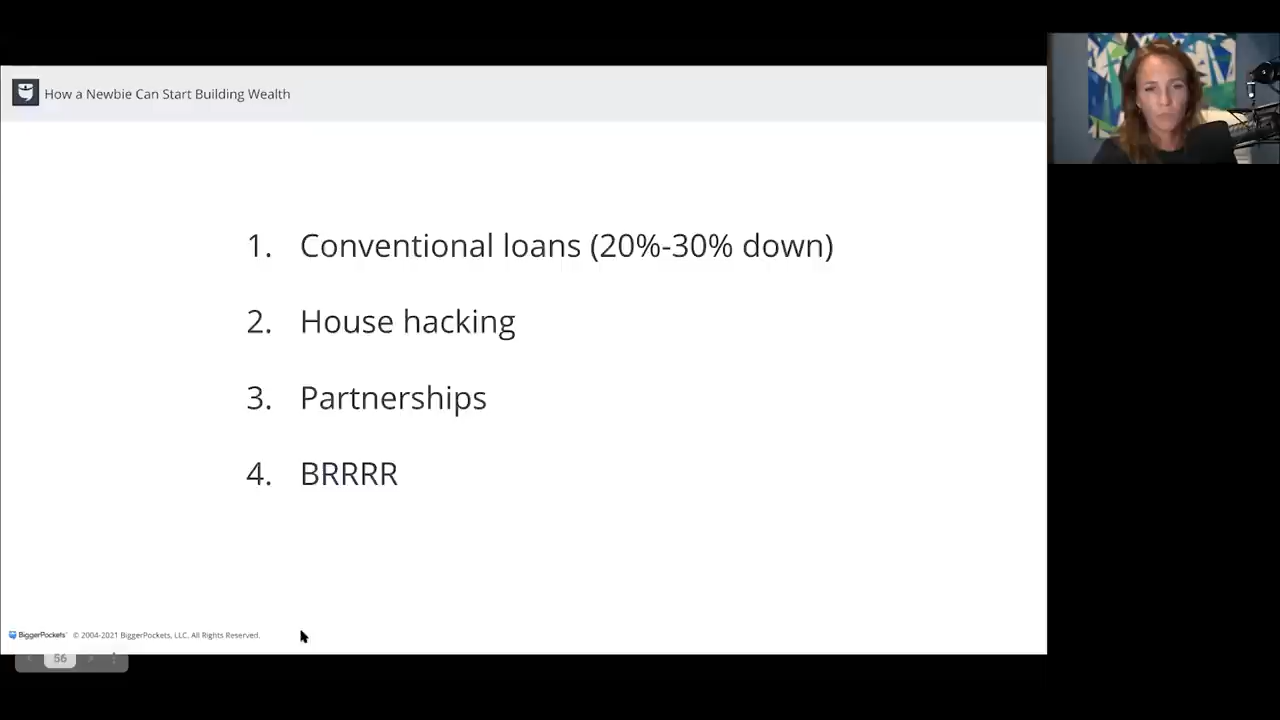 How a Newbie Can Start Building Wealth
1. Conventional loans (20%-30% down)
2. House hacking
3. Partnerships
4. BRRRR
BiggerPockets © 2004-2021 BiggerPockets, LLC. All Rights Reserved.
56